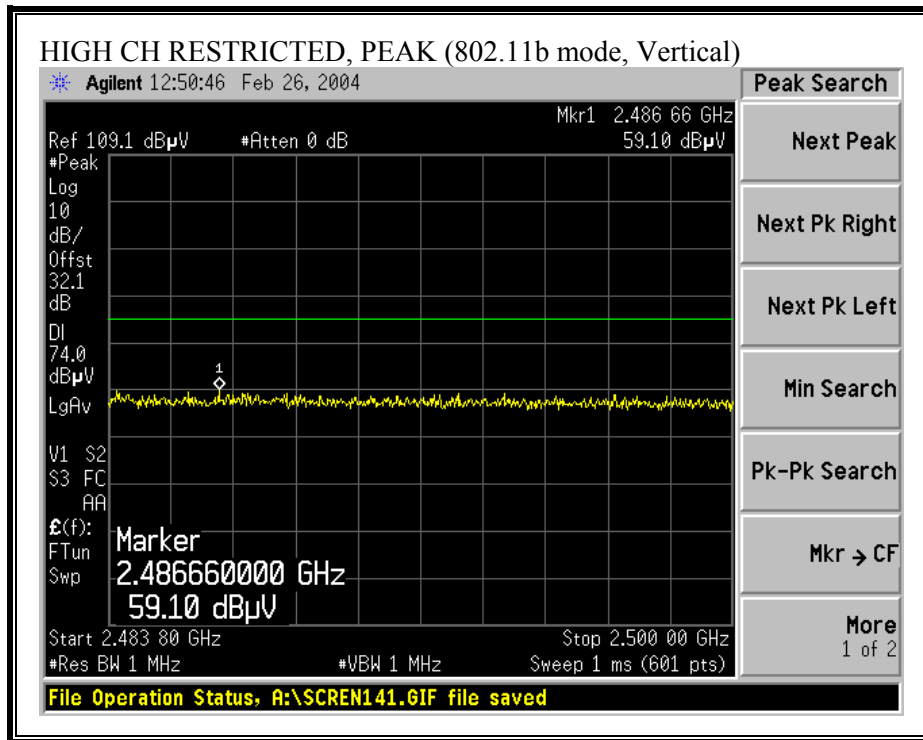 HIGH CH RESTRICTED, PEAK (802.11b mode, Vertical)
Agilent 12:50:46 Feb 26, 2004
Peak Search
Mkr1 2.486 66 GHz
Ref 109.1 dBµV #Atten 0 dB 59.10 dBµV
#Peak
Log
10
dB/
Offst
32.1
dB
DI
74.0
dBµV
LgAv
1
V1 S2
S3 FC
AA
£(f):
FTun
Swp
Marker
2.486660000 GHz
59.10 dBµV
Start 2.483 80 GHz Stop 2.500 00 GHz
#Res BW 1 MHz #VBW 1 MHz Sweep 1 ms (601 pts)
File Operation Status, A:\SCREN141.GIF file saved
Next Peak
Next Pk Right
Next Pk Left
Min Search
Pk-Pk Search
Mkr → CF
More
1 of 2